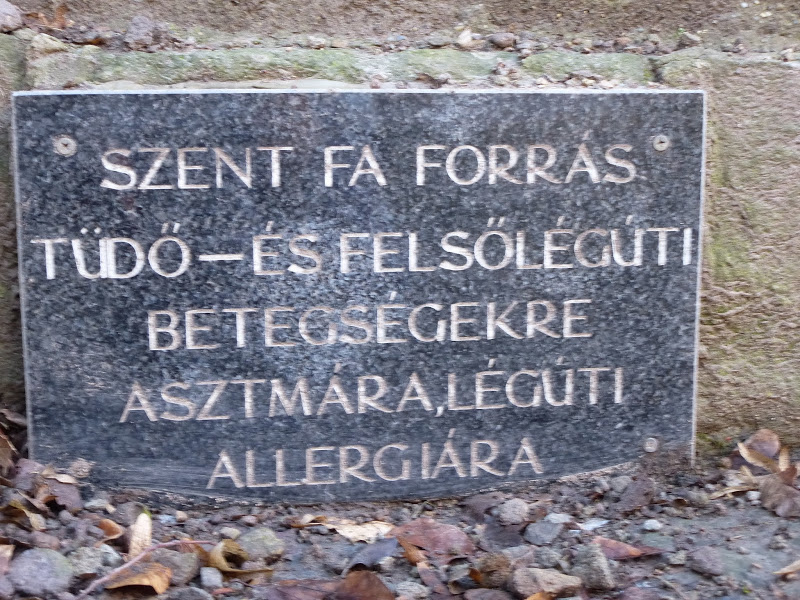 SZENT FA FORRÁS
TÜDŐ-ÉS FELSŐLÉGÚTI
BETEGSÉGEKRE
ASZTMÁRA, LÉGÚTI
ALLERGIÁRA